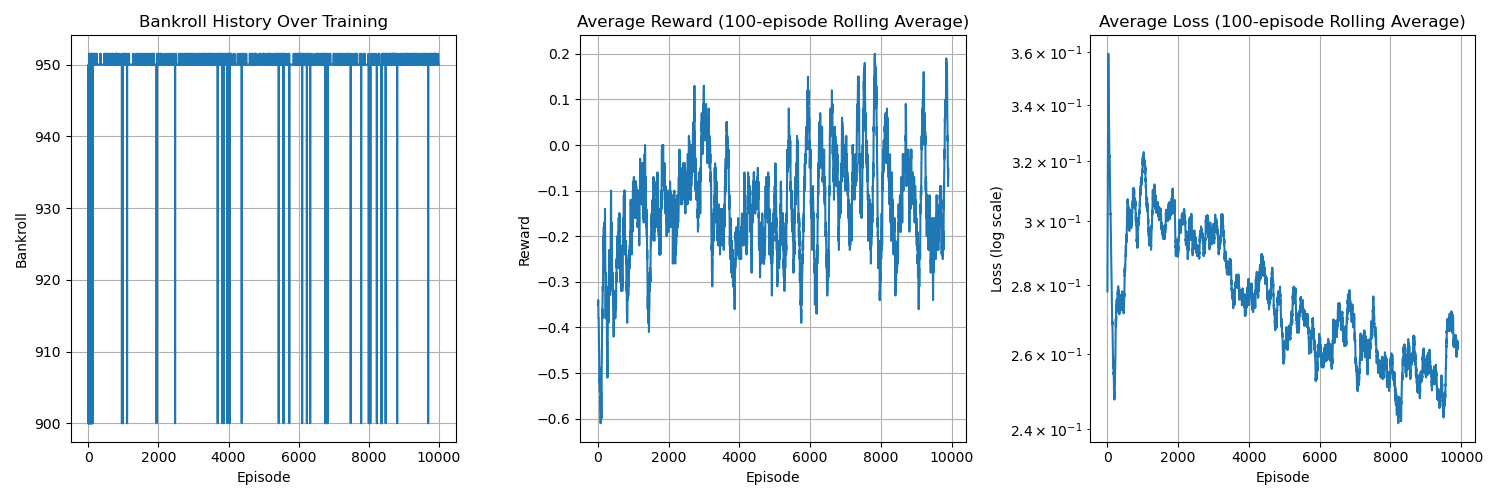 Bankroll History Over Training
Average Reward (100-episode Rolling Average)
Average Loss (100-episode Rolling Average)
Bankroll
950
940
930
920
910
900
0 2000 4000 6000 8000 10000
Episode
Reward
0.2
0.1
0.0
−0.1
−0.2
−0.3
−0.4
−0.5
−0.6
0 2000 4000 6000 8000 10000
Episode
Loss (log scale)
3.6 × 10⁻¹
3.4 × 10⁻¹
3.2 × 10⁻¹
3 × 10⁻¹
2.8 × 10⁻¹
2.6 × 10⁻¹
2.4 × 10⁻¹
0 2000 4000 6000 8000 10000
Episode